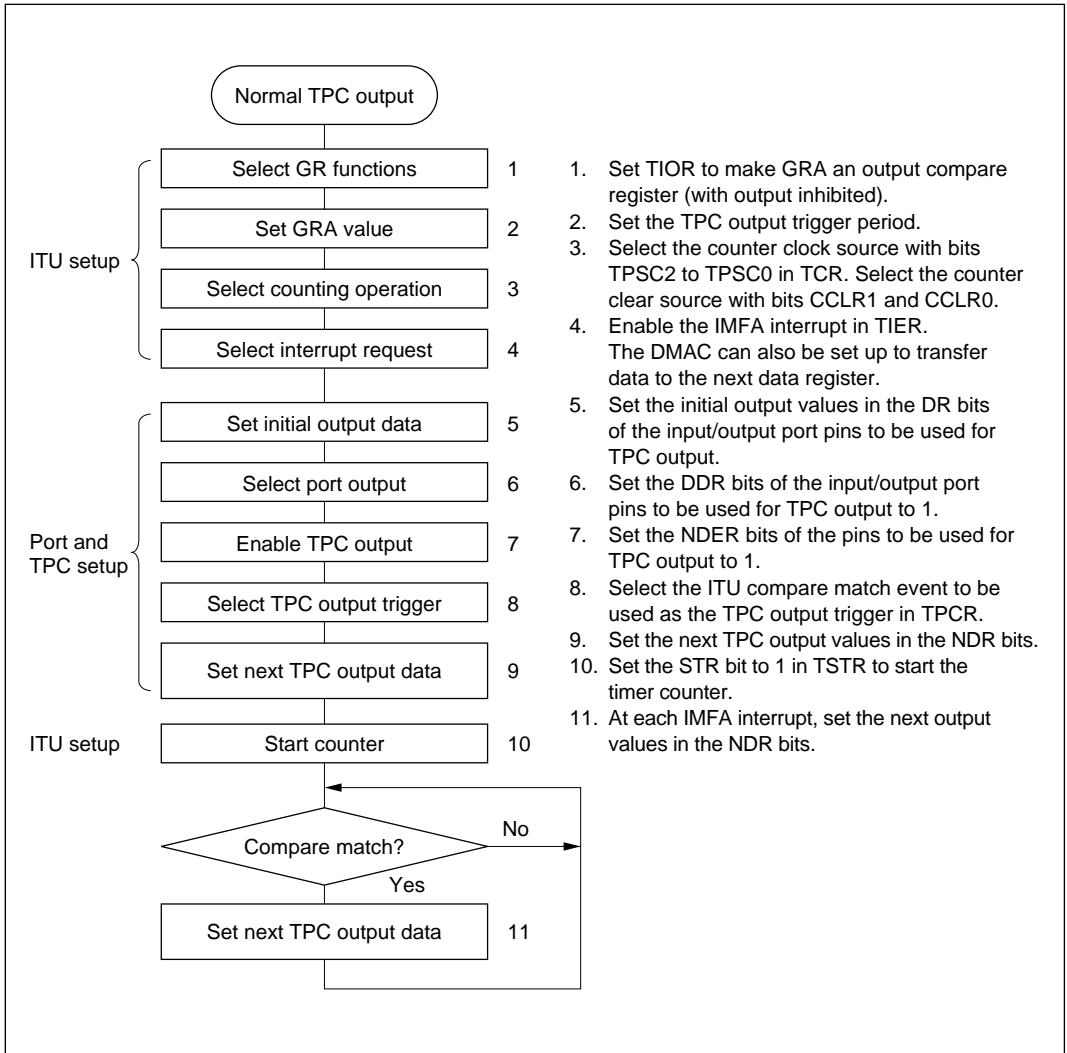 Normal TPC output
Select GR functions
1
Set GRA value
2
ITU setup
Select counting operation
3
Select interrupt request
4
Set initial output data
5
Select port output
6
Port and
TPC setup
Enable TPC output
7
Select TPC output trigger
8
Set next TPC output data
9
ITU setup
Start counter
10
Compare match?
No
Yes
Set next TPC output data
11
1. Set TIOR to make GRA an output compare
register (with output inhibited).
2. Set the TPC output trigger period.
3. Select the counter clock source with bits
TPSC2 to TPSC0 in TCR. Select the counter
clear source with bits CCLR1 and CCLR0.
4. Enable the IMFA interrupt in TIER.
The DMAC can also be set up to transfer
data to the next data register.
5. Set the initial output values in the DR bits
of the input/output port pins to be used for
TPC output.
6. Set the DDR bits of the input/output port
pins to be used for TPC output to 1.
7. Set the NDER bits of the pins to be used for
TPC output to 1.
8. Select the ITU compare match event to be
used as the TPC output trigger in TPCR.
9. Set the next TPC output values in the NDR bits.
10. Set the STR bit to 1 in TSTR to start the
timer counter.
11. At each IMFA interrupt, set the next output
values in the NDR bits.